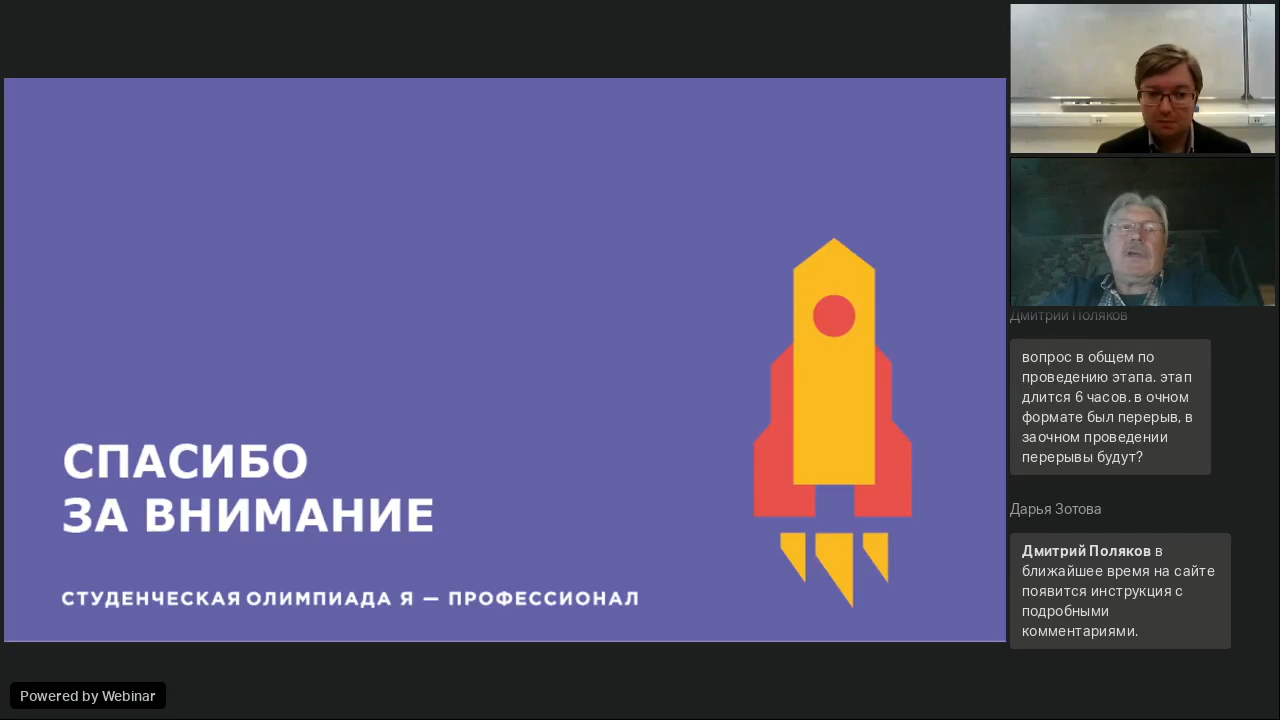 СПАСИБО
ЗА ВНИМАНИЕ
СТУДЕНЧЕСКАЯ ОЛИМПИАДА Я — ПРОФЕССИОНАЛ
Дмитрий Поляков
вопрос в общем по
проведению этапа. этап
длится 6 часов. в очном
формате был перерыв, в
заочном проведении
перерывы будут?
Дарья Зотова
Дмитрий Поляков в
ближайшее время на сайте
появится инструкция с
подробными
комментариями.
Powered by Webinar